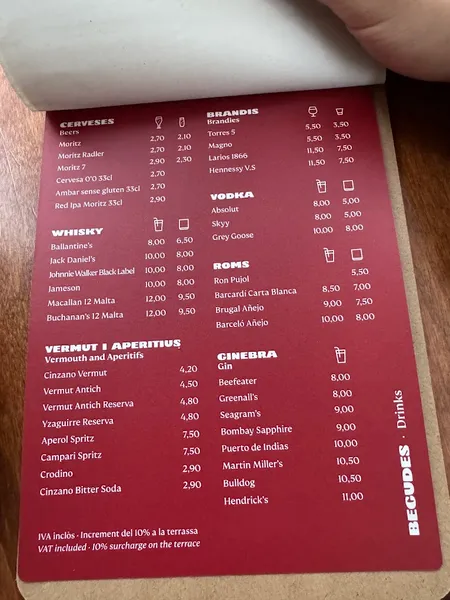 CERVESES
Beers
Moritz 2,70 2,10
Moritz Radler 2,70 2,10
Moritz 7 2,90 2,30
Cervesa 0'0 33cl 2,70
Ambar sense gluten 33cl 2,70
Red Ipa Moritz 33cl 2,90
WHISKY
Ballantine's 8,00 6,50
Jack Daniel's 10,00 8,00
Johnnie Walker Black Label 10,00 8,00
Jameson 10,00 8,00
Macallan 12 Malta 12,00 9,50
Buchanan's 12 Malta 12,00 9,50
VERMUT I APERITIUS
Vermouth and Aperitifs
Cinzano Vermut 4,20
Vermut Antich 4,50
Vermut Antich Reserva 4,80
Yzaguirre Reserva 4,80
Aperol Spritz 7,50
Campari Spritz 7,50
Crodino 2,90
Cinzano Bitter Soda 2,90
IVA inclòs · Increment del 10% a la terrassa
VAT included · 10% surcharge on the terrace
BRANDIS
Brandies
Torres 5 5,50 3,50
Magno 5,50 3,50
Larios 1866 11,50 7,50
Hennessy V.S 11,50 7,50
VODKA
Absolut 8,00 5,00
Skyy 8,00 5,00
Grey Goose 10,00 8,00
ROMS
Ron Pujol 5,50
Barcardí Carta Blanca 8,50 7,00
Brugal Añejo 9,00 7,50
Barceló Añejo 10,00 8,00
GINEBRA
Gin
Beefeater 8,00
Greenall's 8,00
Seagram's 9,00
Bombay Sapphire 9,00
Puerto de Indias 10,00
Martin Miller's 10,50
Bulldog 10,50
Hendrick's 11,00
BEGUDES · Drinks